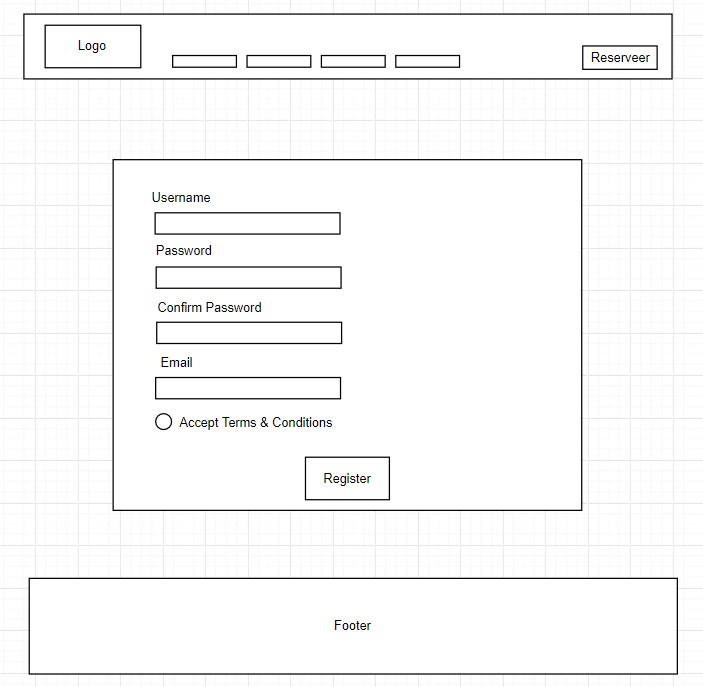 Logo
Reserveer
Username
Password
Confirm Password
Email
Accept Terms & Conditions
Register
Footer